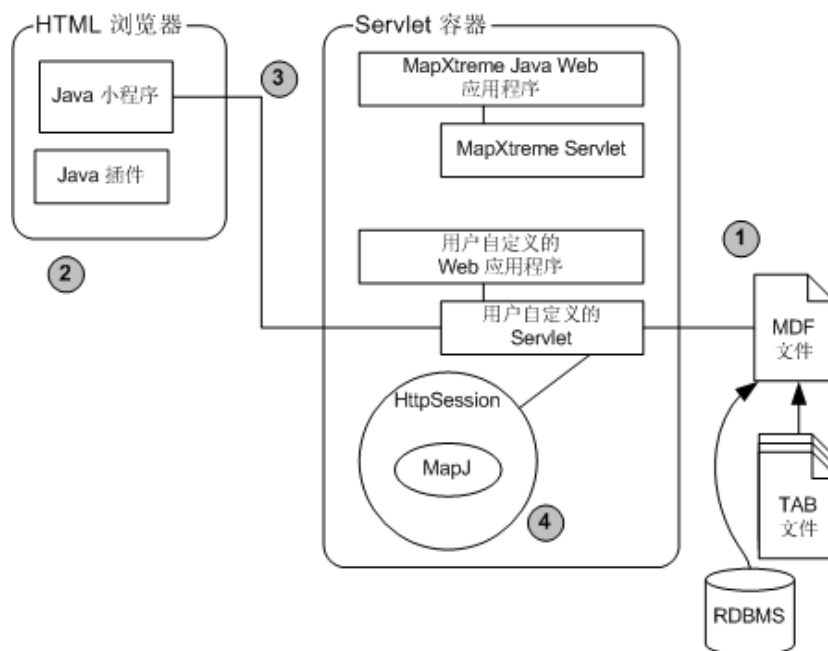 HTML 浏览器
Java 小程序
Java 插件
2
3
Servlet 容器
MapXtreme Java Web
应用程序
MapXtreme Servlet
用户自定义的
Web 应用程序
用户自定义的
Servlet
HttpSession
MapJ
4
1
MDF
文件
TAB
文件
RDBMS